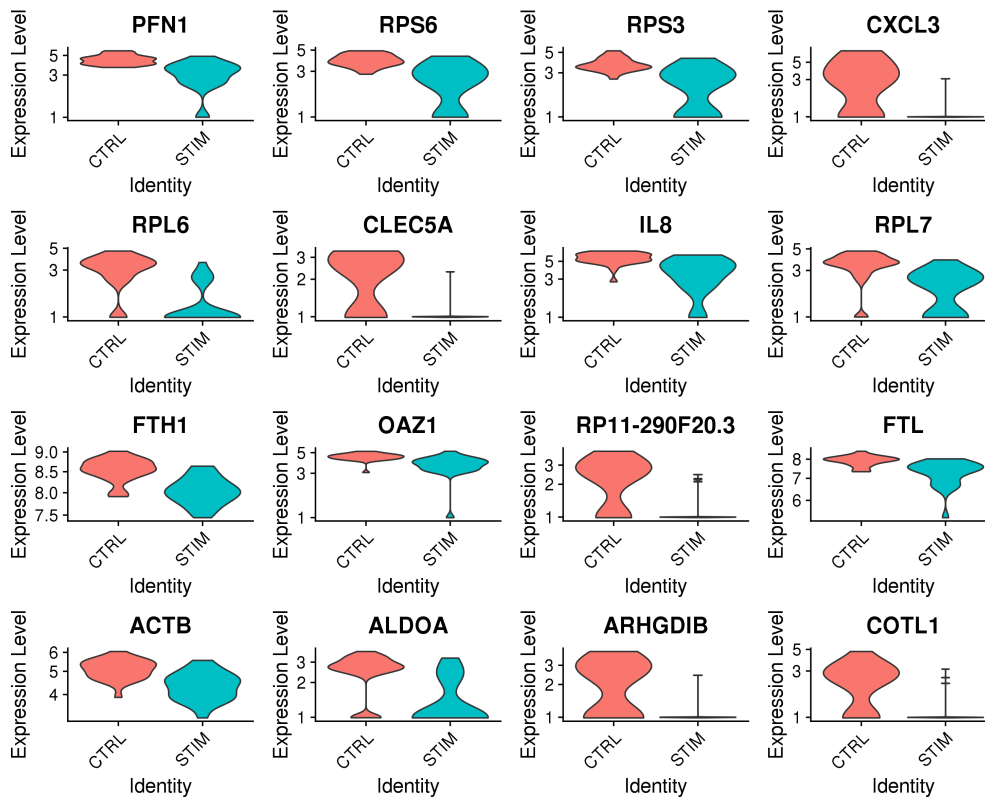 PFN1 RPS6 RPS3 CXCL3
Expression Level 5 3 1 Expression Level 5 3 1 Expression Level 5 3 1 Expression Level 5 3 1
CTRL STIM CTRL STIM CTRL STIM CTRL STIM
Identity Identity Identity Identity
RPL6 CLEC5A IL8 RPL7
Expression Level 5 3 1 Expression Level 3 2 1 Expression Level 5 3 1 Expression Level 5 3 1
CTRL STIM CTRL STIM CTRL STIM CTRL STIM
Identity Identity Identity Identity
FTH1 OAZ1 RP11-290F20.3 FTL
Expression Level 9.0 8.5 8.0 7.5 Expression Level 5 3 1 Expression Level 3 2 1 Expression Level 8 7 6
CTRL STIM CTRL STIM CTRL STIM CTRL STIM
Identity Identity Identity Identity
ACTB ALDOA ARHGDIB COTL1
Expression Level 6 5 4 Expression Level 3 2 1 Expression Level 3 2 1 Expression Level 5 3 1
CTRL STIM CTRL STIM CTRL STIM CTRL STIM
Identity Identity Identity Identity